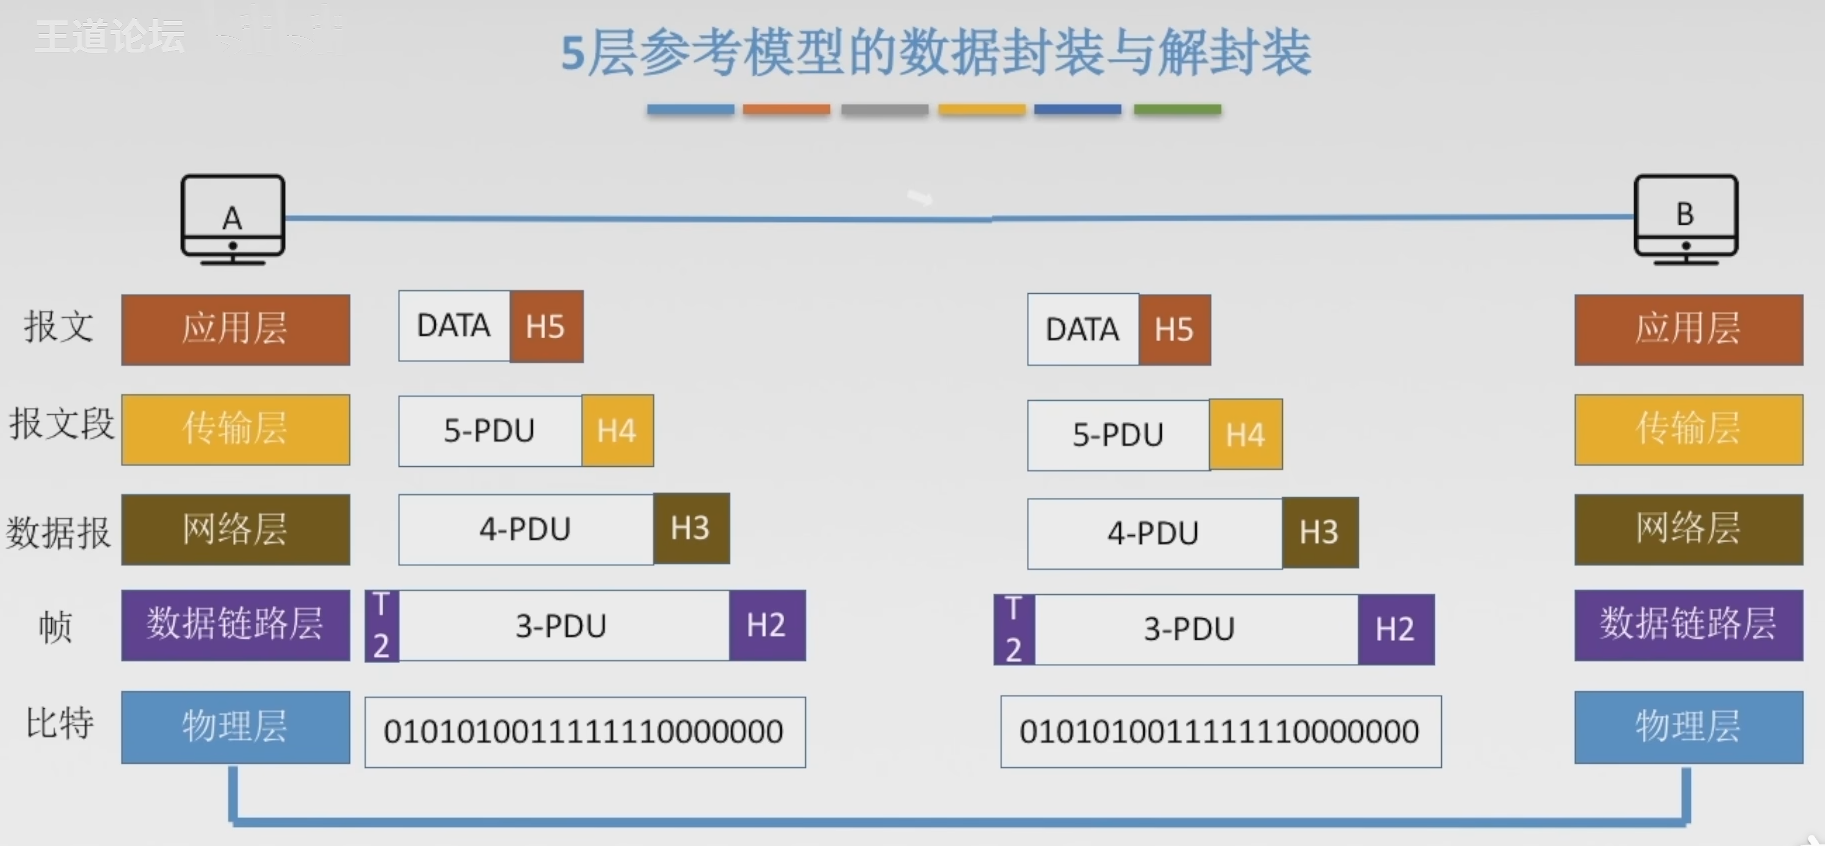 王道论坛
5层参考模型的数据封装与解封装
A
B
报文 应用层 DATA H5 DATA H5 应用层
报文段 传输层 5-PDU H4 5-PDU H4 传输层
数据报 网络层 4-PDU H3 4-PDU H3 网络层
帧 数据链路层 T2 3-PDU H2 T2 3-PDU H2 数据链路层
比特 物理层 0101010011111110000000 0101010011111110000000 物理层